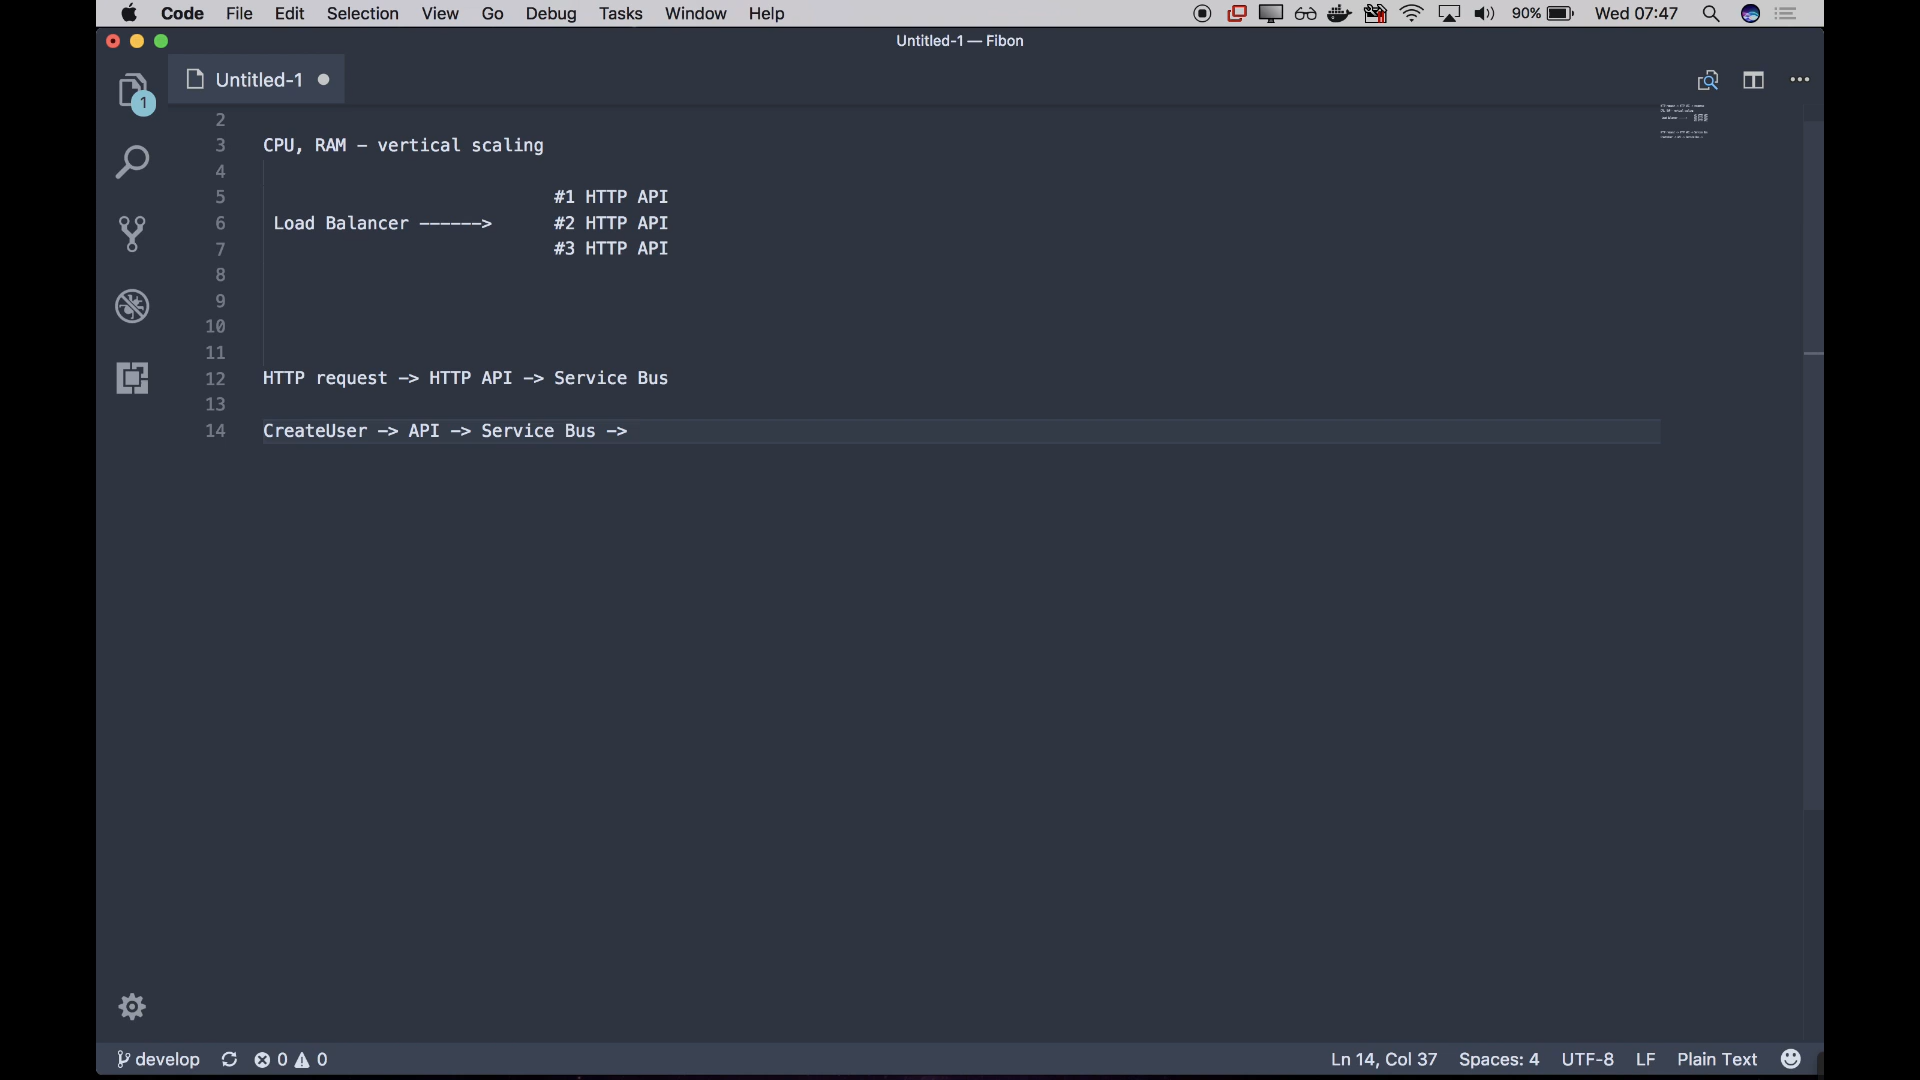 Code File Edit Selection View Go Debug Tasks Window Help 90% Wed 07:47
Untitled-1 — Fibon
Untitled-1
1
2
3 CPU, RAM - vertical scaling
4
5 #1 HTTP API
6 Load Balancer ------> #2 HTTP API
7 #3 HTTP API
8
9
10
11
12 HTTP request -> HTTP API -> Service Bus
13
14 CreateUser -> API -> Service Bus ->
develop 0 0 Ln 14, Col 37 Spaces: 4 UTF-8 LF Plain Text